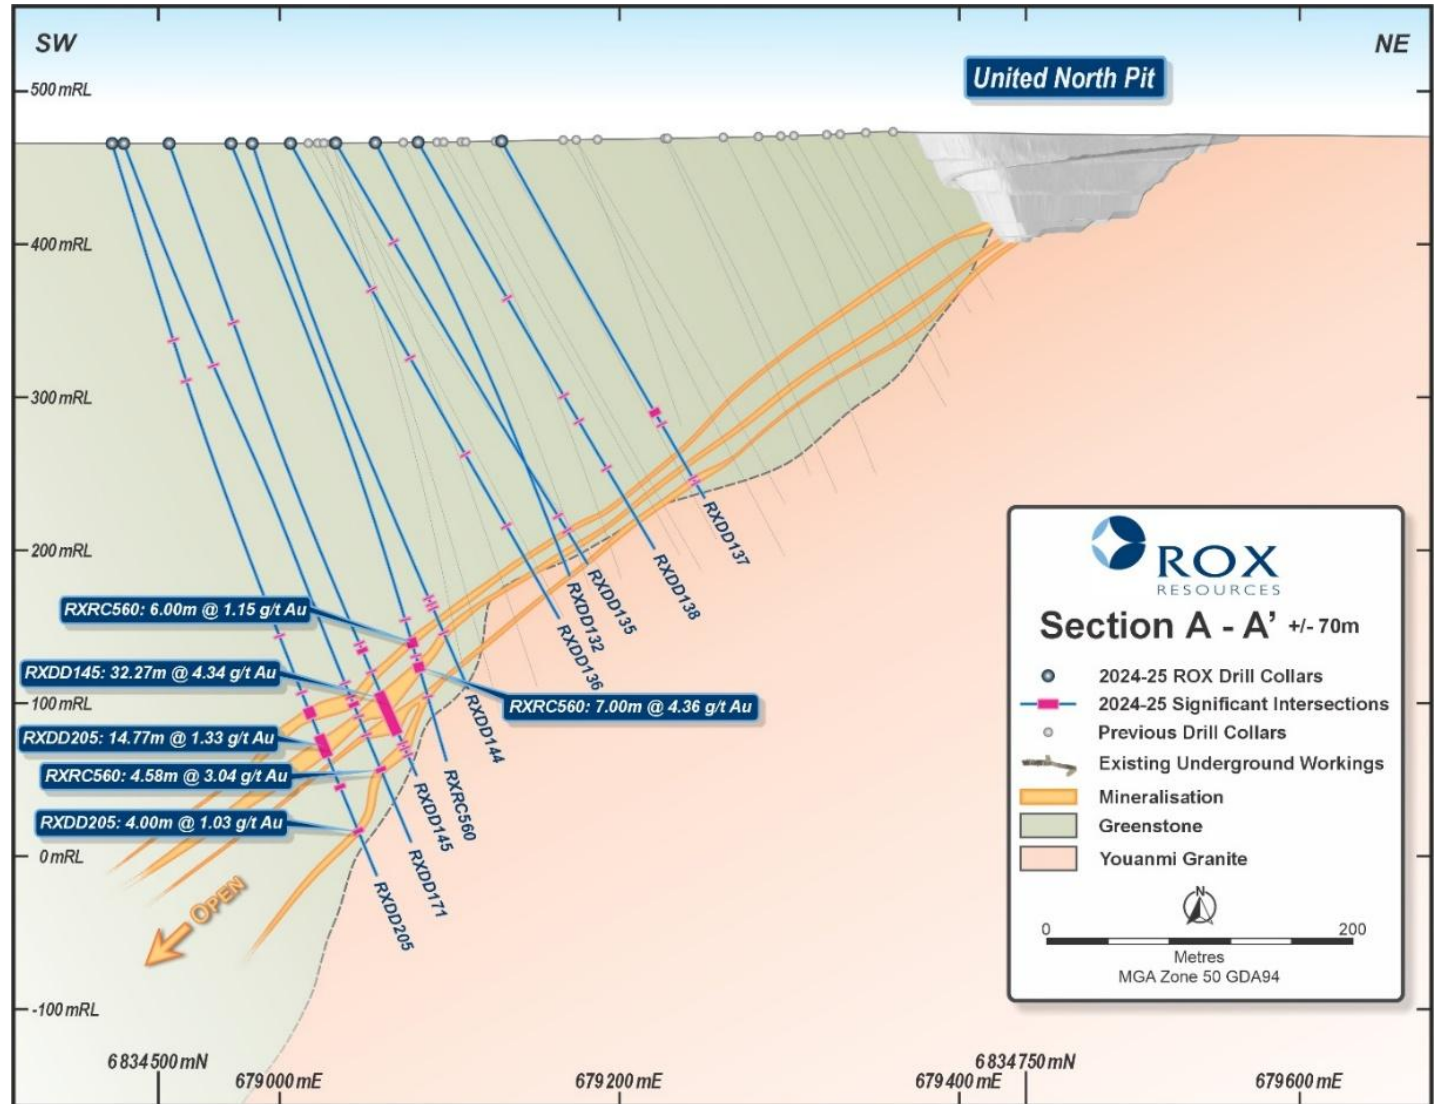 SW
NE
United North Pit
500 mRL
400 mRL
300 mRL
200 mRL
100 mRL
0 mRL
-100 mRL
RXRC560: 6.00m @ 1.15 g/t Au
RXDD145: 32.27m @ 4.34 g/t Au
RXRC560: 7.00m @ 4.36 g/t Au
RXDD205: 14.77m @ 1.33 g/t Au
RXRC560: 4.58m @ 3.04 g/t Au
RXDD205: 4.00m @ 1.03 g/t Au
RXDD137
RXDD138
RXDD135
RXDD132
RXDD136
RXDD144
RXRC560
RXDD145
RXDD171
RXDD205
OPEN
ROX
RESOURCES
Section A - A' +/- 70m
2024-25 ROX Drill Collars
2024-25 Significant Intersections
Previous Drill Collars
Existing Underground Workings
Mineralisation
Greenstone
Youanmi Granite
N
0 200
Metres
MGA Zone 50 GDA94
6 834 500 mN
6 834 750 mN
679 000 mE
679 200 mE
679 400 mE
679 600 mE